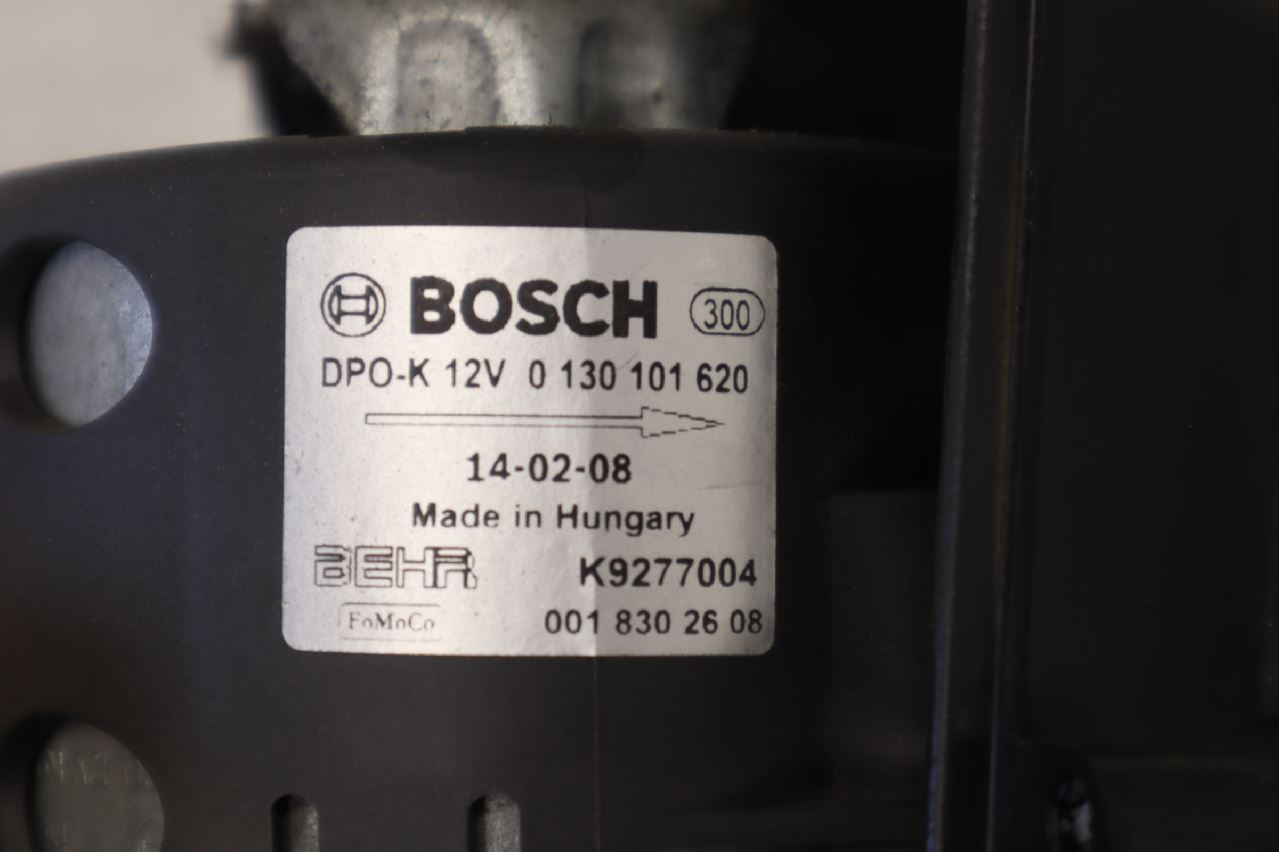 BOSCH 300
DPO-K 12V 0 130 101 620
14-02-08
Made in Hungary
BEHR K9277004
FoMoCo 001 830 26 08